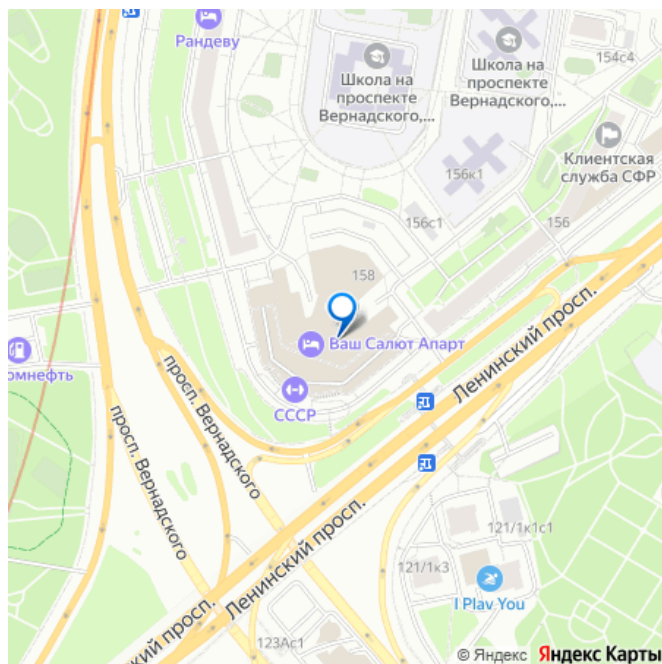 Рандеву
Школа на
проспекте
Вернадского,...
Школа на
проспекте
Вернадского,...
154с4
Клиентская
служба СФР
156к1
156с1
156
158
Ваш Салют Апарт
СССР
омнефть
просп. Вернадского
просп. Вернадского
Ленинский просп.
Ленинский просп.
ский просп.
121/1к1с1
121/1к3
I Play You
123Ас1
© Яндекс Яндекс Карты